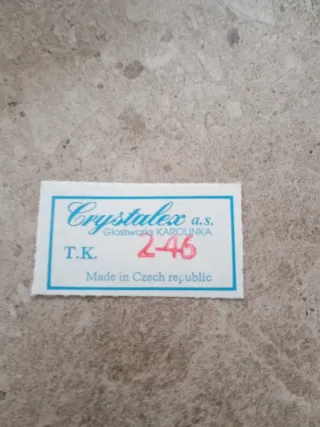 Crystalex a.s.
Glassworks KAROLINKA
T.K. 2-46
Made in Czech republic